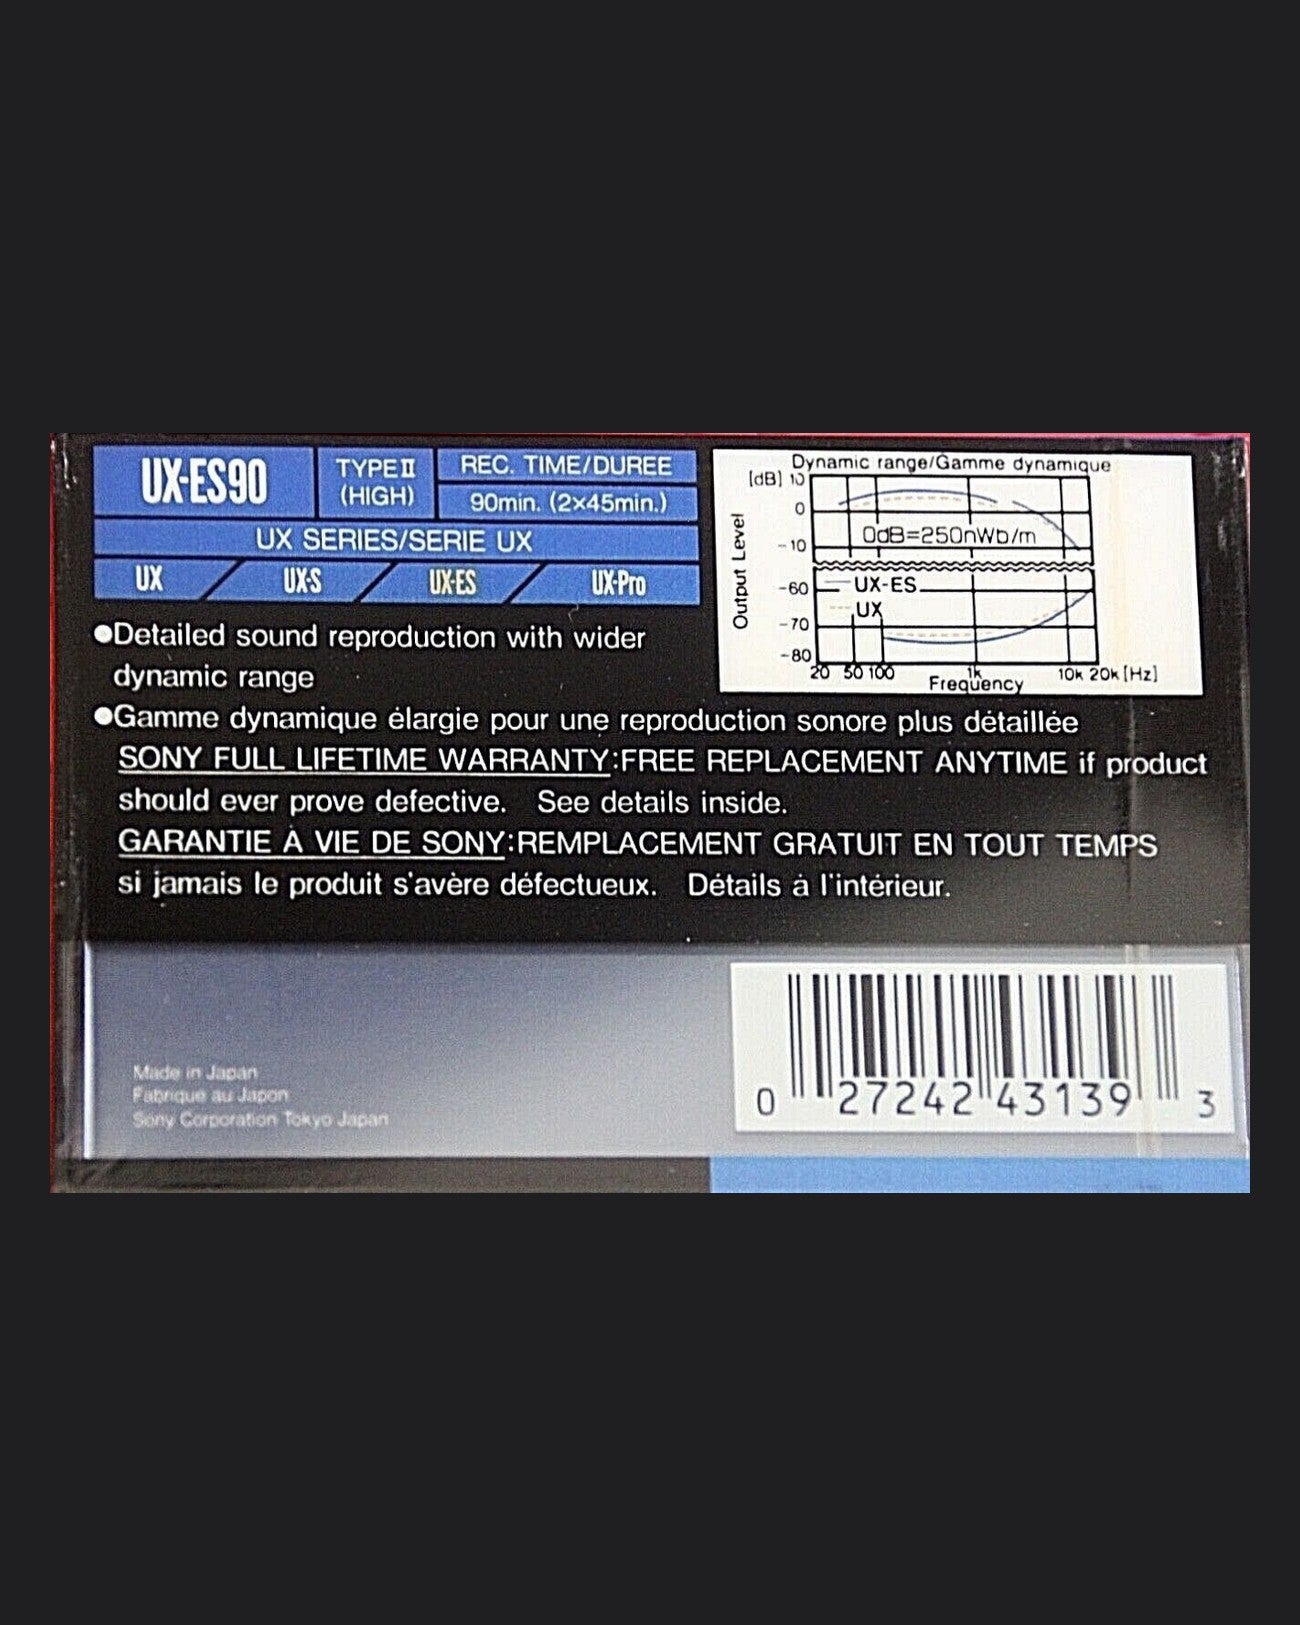 UX-ES90
TYPE II
(HIGH)
REC. TIME/DUREE
90min. (2x45min.)
UX SERIES/SERIE UX
UX
UX-S
UX-ES
UX-Pro
Dynamic range/Gamme dynamique
[dB] 10
0
-10
0dB=250nWb/m
-60
UX-ES
UX
-70
-80
Output Level
20 50 100 1k 10k 20k [Hz]
Frequency
●Detailed sound reproduction with wider
dynamic range
●Gamme dynamique élargie pour une reproduction sonore plus détaillée
SONY FULL LIFETIME WARRANTY:FREE REPLACEMENT ANYTIME if product
should ever prove defective. See details inside.
GARANTIE À VIE DE SONY:REMPLACEMENT GRATUIT EN TOUT TEMPS
si jamais le produit s'avère défectueux. Détails à l'intérieur.
Made in Japan
Fabrique au Japon
Sony Corporation Tokyo Japan
0 27242 43139 3